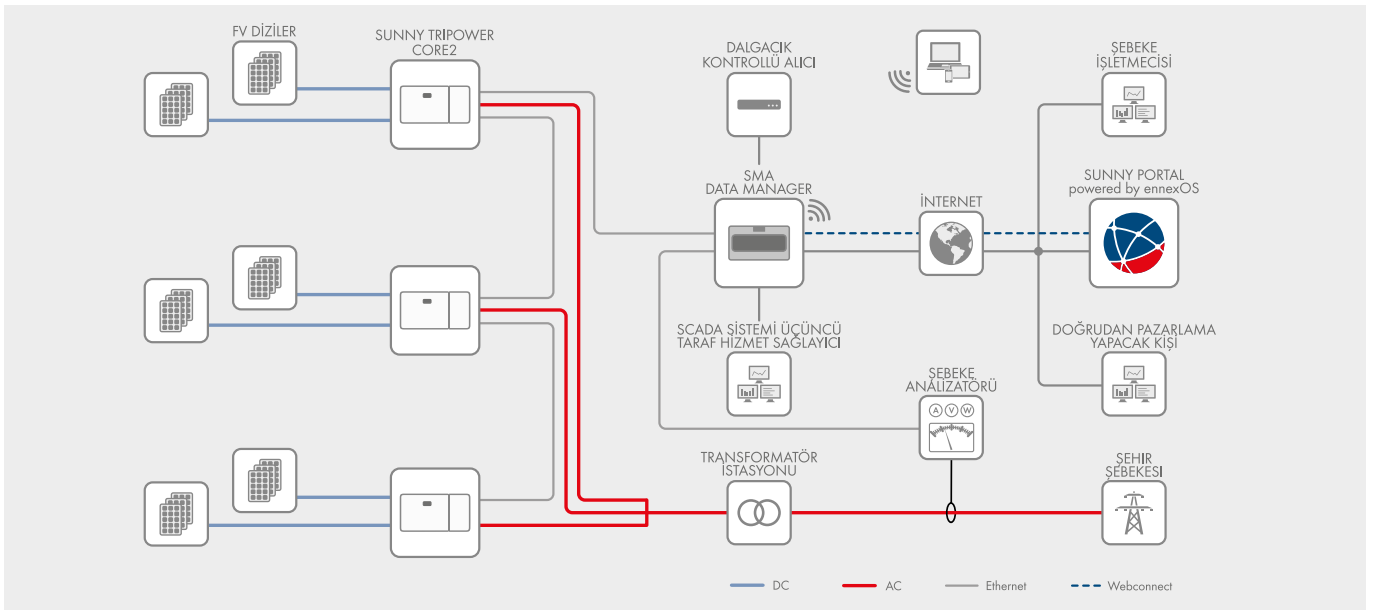 FV DİZİLER
SUNNY TRIPOWER
CORE2
DALGACIK
KONTROLLÜ ALICI
ŞEBEKE
İŞLETMECİSİ
SMA
DATA MANAGER
İNTERNET
SUNNY PORTAL
powered by ennexOS
SCADA SİSTEMİ ÜÇÜNCÜ
TARAF HİZMET SAĞLAYICI
DOĞRUDAN PAZARLAMA
YAPACAK KİŞİ
ŞEBEKE
ANALİZATÖRÜ
A V W
TRANSFORMATÖR
İSTASYONU
ŞEHIR
ŞEBEKESI
DC
AC
Ethernet
Webconnect